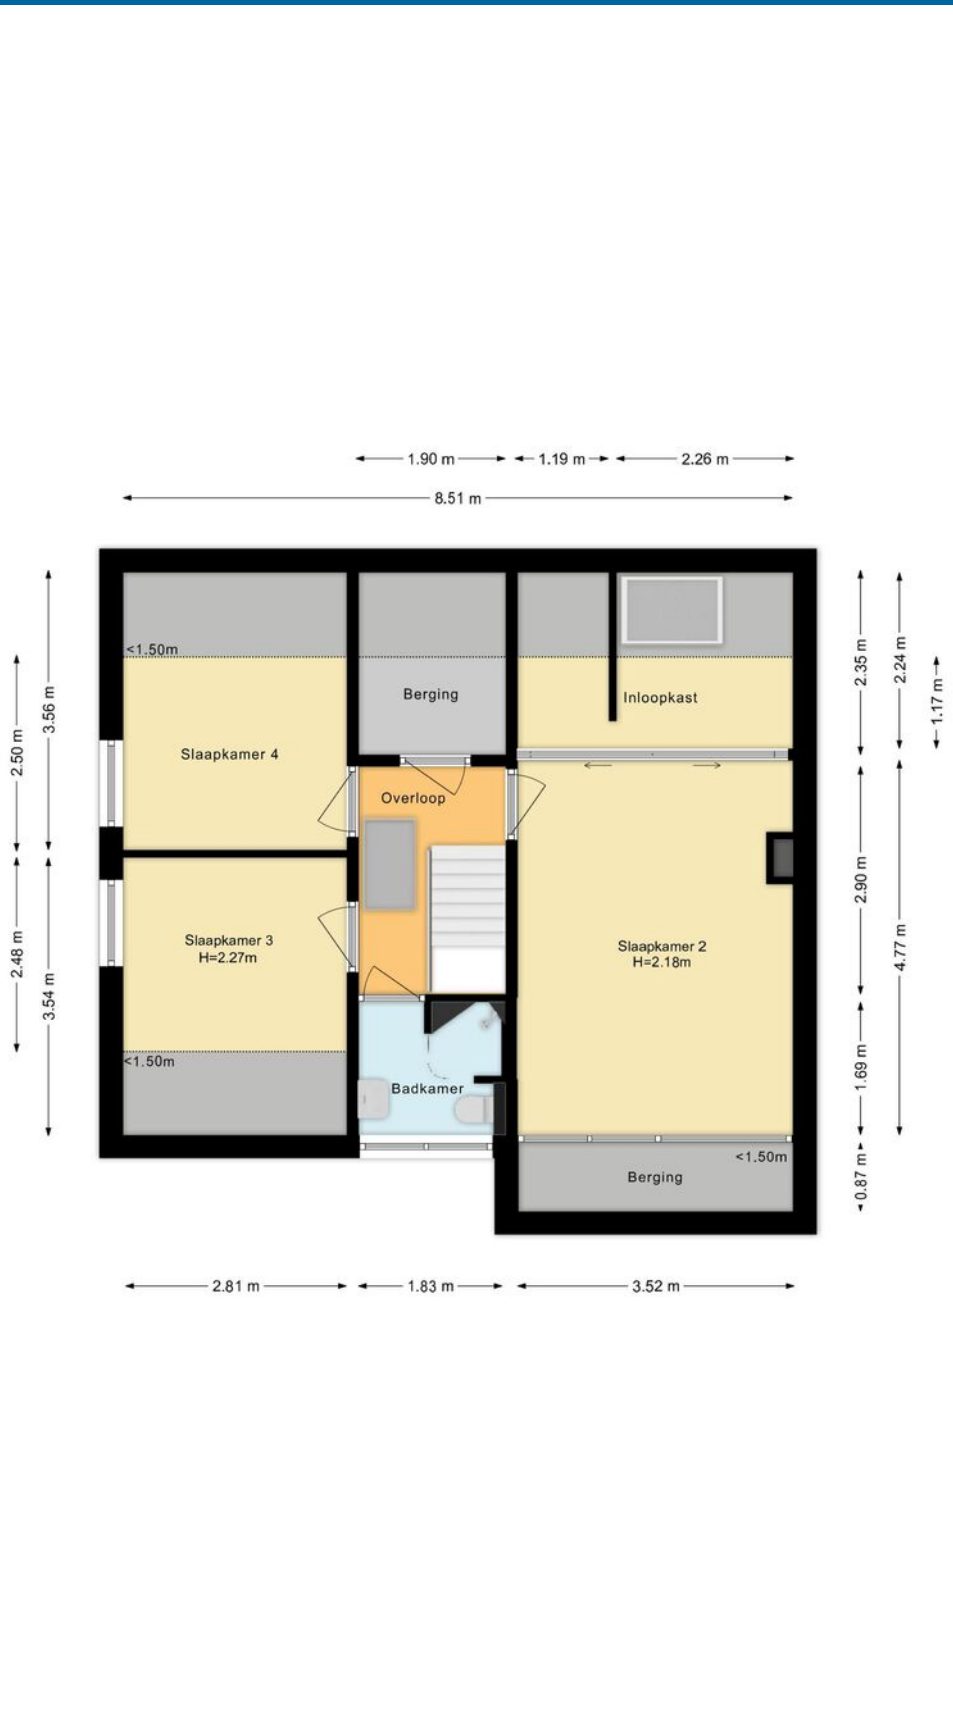 1.90 m
1.19 m
2.26 m
8.51 m
<1.50m
3.56 m
2.35 m
2.24 m
Berging
Inloopkast
1.17 m
2.50 m
Slaapkamer 4
Overloop
2.90 m
Slaapkamer 3
H=2.27m
Slaapkamer 2
H=2.18m
2.48 m
4.77 m
3.54 m
<1.50m
1.69 m
Badkamer
<1.50m
Berging
0.87 m
2.81 m
1.83 m
3.52 m